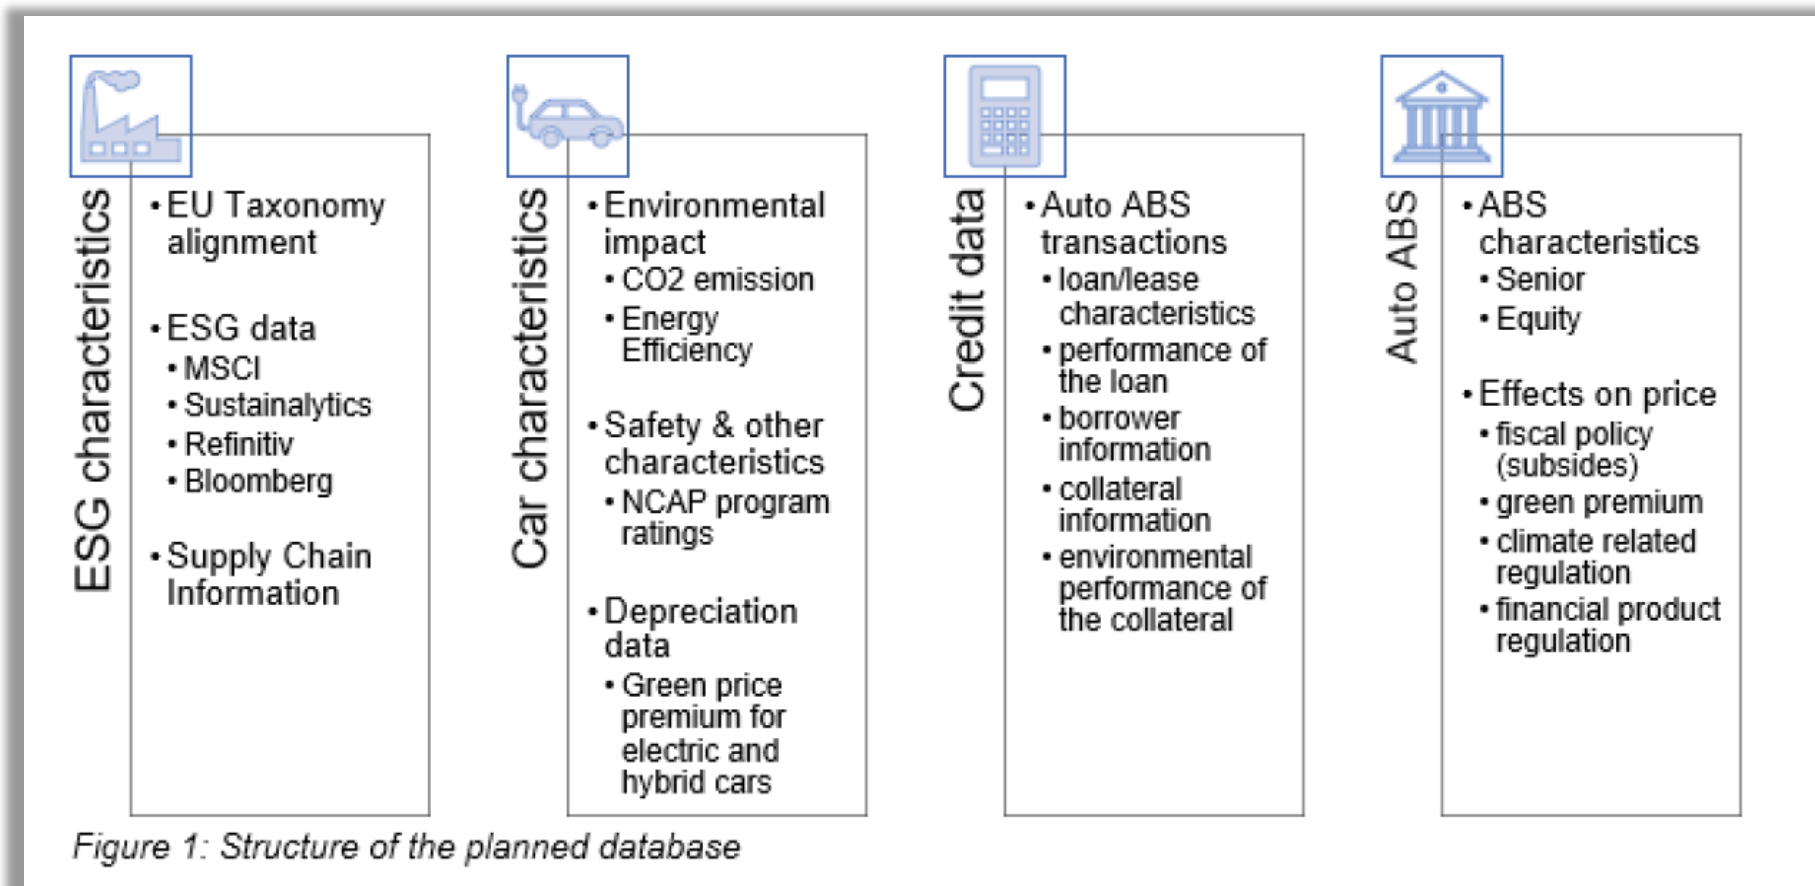 ESG characteristics
• EU Taxonomy
alignment
• ESG data
• MSCI
• Sustainalytics
• Refinitiv
• Bloomberg
• Supply Chain
Information
Car characteristics
• Environmental
impact
• CO2 emission
• Energy
Efficiency
• Safety & other
characteristics
• NCAP program
ratings
• Depreciation
data
• Green price
premium for
electric and
hybrid cars
Credit data
• Auto ABS
transactions
• loan/lease
characteristics
• performance of
the loan
• borrower
information
• collateral
information
• environmental
performance of
the collateral
Auto ABS
• ABS
characteristics
• Senior
• Equity
• Effects on price
• fiscal policy
(subsides)
• green premium
• climate related
regulation
• financial product
regulation
Figure 1: Structure of the planned database